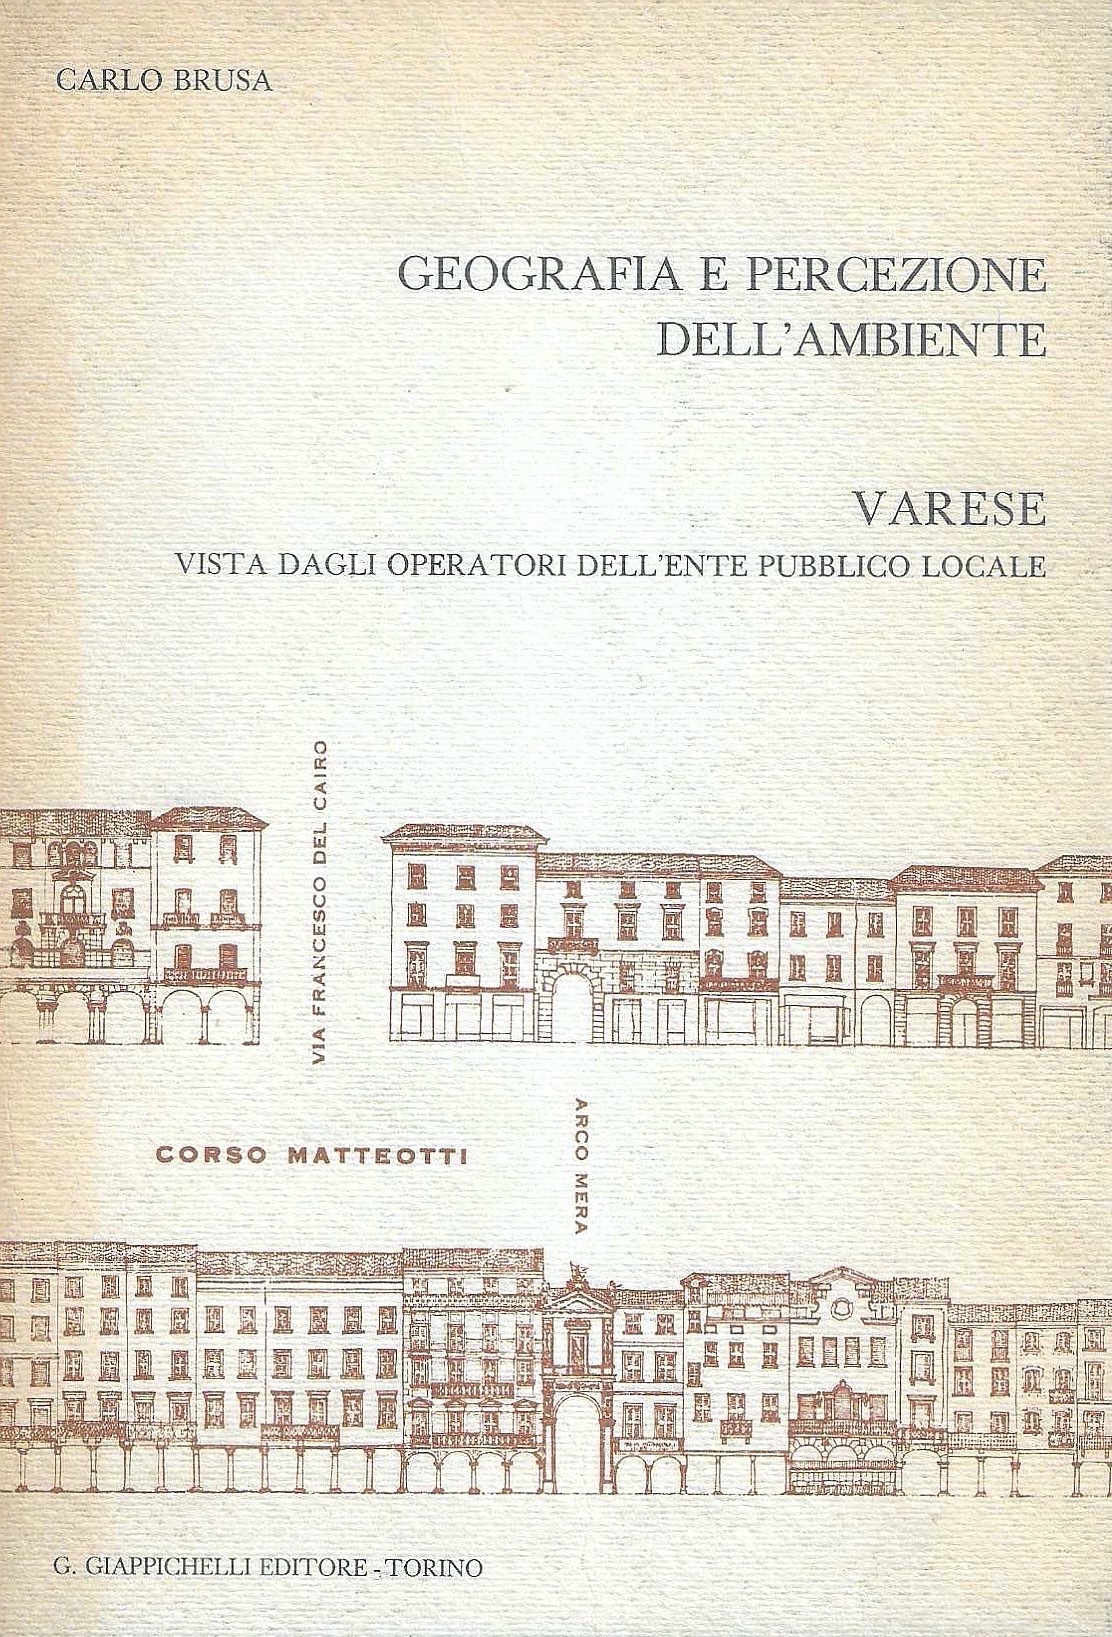 CARLO BRUSA
GEOGRAFIA E PERCEZIONE
DELL'AMBIENTE
VARESE
VISTA DAGLI OPERATORI DELL'ENTE PUBBLICO LOCALE
VIA FRANCESCO DEL CAIRO
CORSO MATTEOTTI
ARCO MERA
G. GIAPPICHELLI EDITORE - TORINO